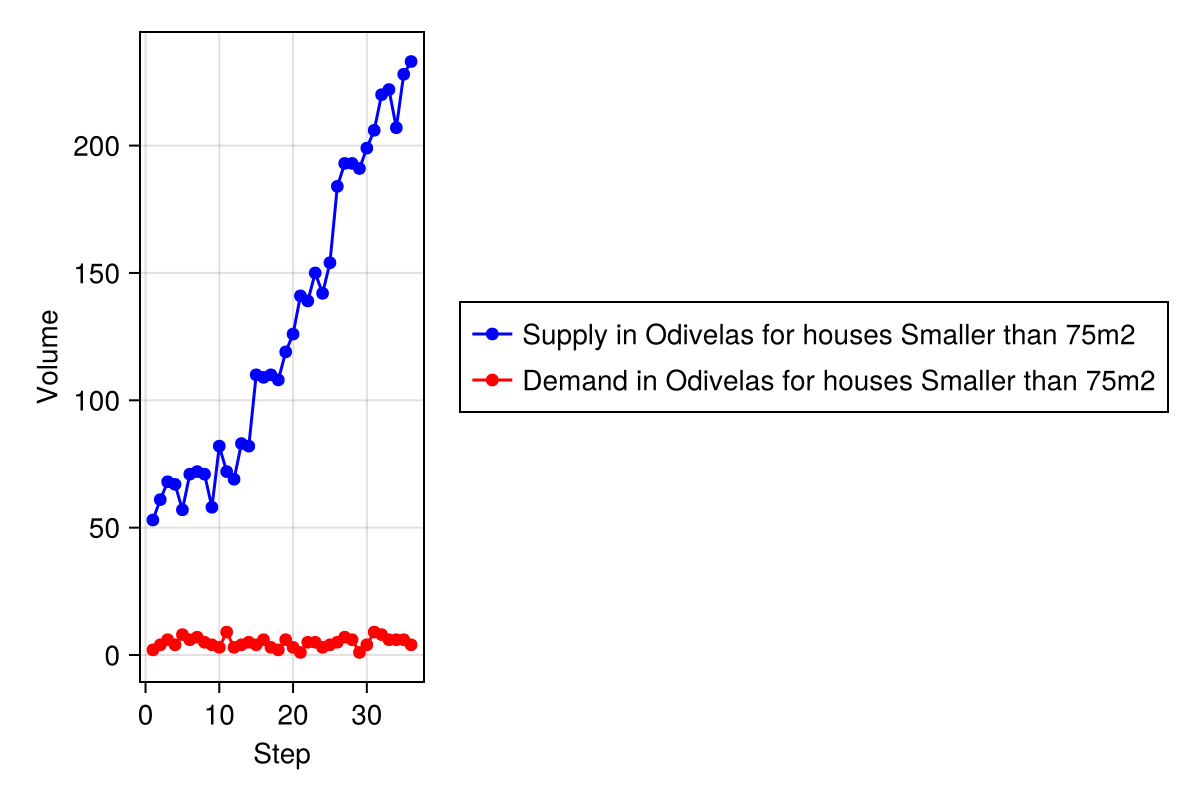 Volume
200
150
100
50
0
0 10 20 30
Step
Supply in Odivelas for houses Smaller than 75m2
Demand in Odivelas for houses Smaller than 75m2